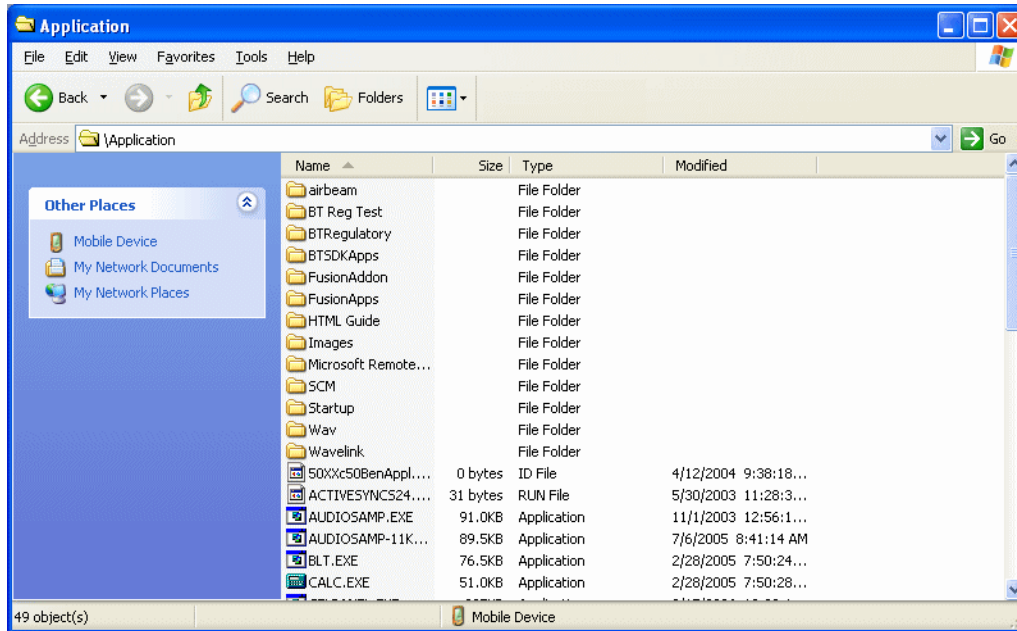 Application
File Edit View Favorites Tools Help
Back Search Folders
Address \Application Go
Name Size Type Modified
Other Places
Mobile Device
My Network Documents
My Network Places
airbeam File Folder
BT Reg Test File Folder
BTRegulatory File Folder
BTSDKApps File Folder
FusionAddon File Folder
FusionApps File Folder
HTML Guide File Folder
Images File Folder
Microsoft Remote... File Folder
SCM File Folder
Startup File Folder
Wav File Folder
Wavelink File Folder
50XXc50BenAppl.... 0 bytes ID File 4/12/2004 9:38:18...
ACTIVESYNCS24.... 31 bytes RUN File 5/30/2003 11:28:3...
AUDIOSAMP.EXE 91.0KB Application 11/1/2003 12:56:1...
AUDIOSAMP-11K... 89.5KB Application 7/6/2005 8:41:14 AM
BLT.EXE 76.5KB Application 2/28/2005 7:50:24...
CALC.EXE 51.0KB Application 2/28/2005 7:50:28...
49 object(s) Mobile Device